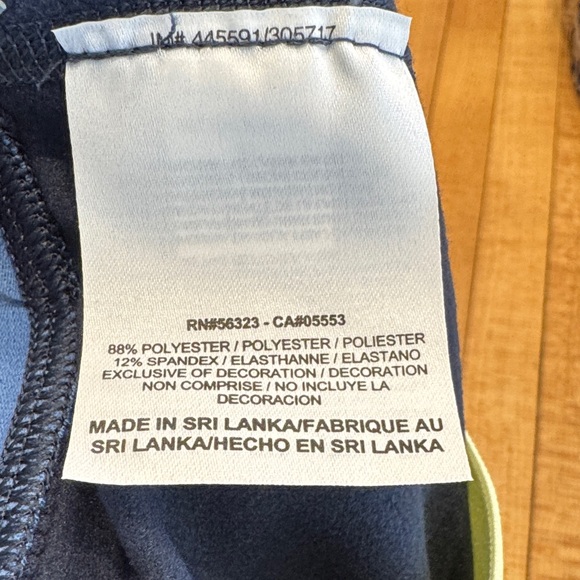 IM# 445591/305717
RN#56323 - CA#05553
88% POLYESTER / POLYESTER / POLIESTER
12% SPANDEX / ELASTHANNE / ELASTANO
EXCLUSIVE OF DECORATION / DECORATION
NON COMPRISE / NO INCLUYE LA
DECORACION
MADE IN SRI LANKA/FABRIQUE AU
SRI LANKA/HECHO EN SRI LANKA